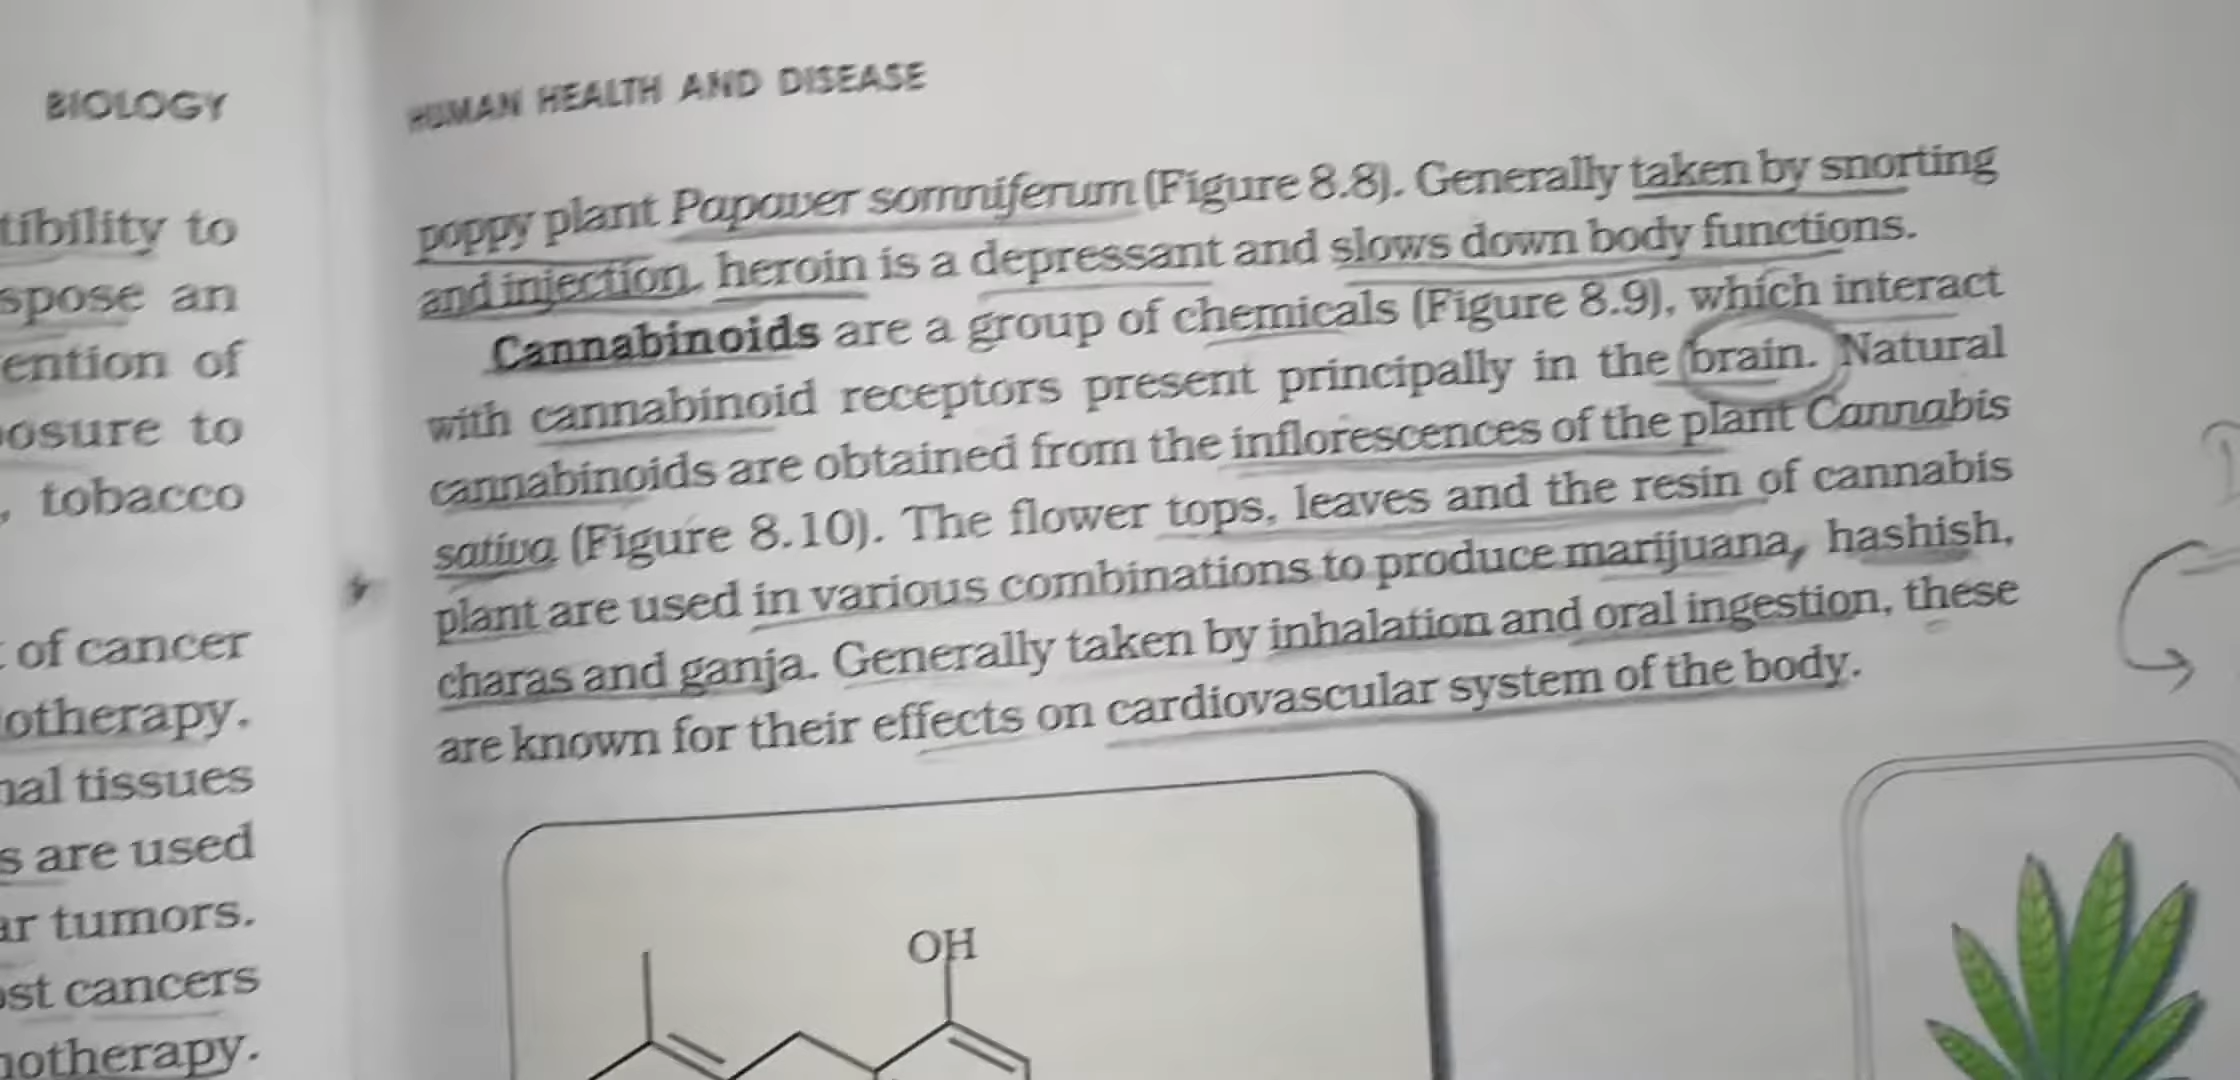 BIOLOGY
tibility to
spose an
ention of
osure to
, tobacco
of cancer
otherapy.
nal tissues
s are used
ar tumors.
ost cancers
notherapy.
HUMAN HEALTH AND DISEASE
poppy plant Papaver somniferum (Figure 8.8). Generally taken by snorting
and injection, heroin is a depressant and slows down body functions.
Cannabinoids are a group of chemicals (Figure 8.9), which interact
with cannabinoid receptors present principally in the brain. Natural
cannabinoids are obtained from the inflorescences of the plant Cannabis
sativa (Figure 8.10). The flower tops, leaves and the resin of cannabis
plant are used in various combinations to produce marijuana, hashish,
charas and ganja. Generally taken by inhalation and oral ingestion, these
are known for their effects on cardiovascular system of the body.
OH